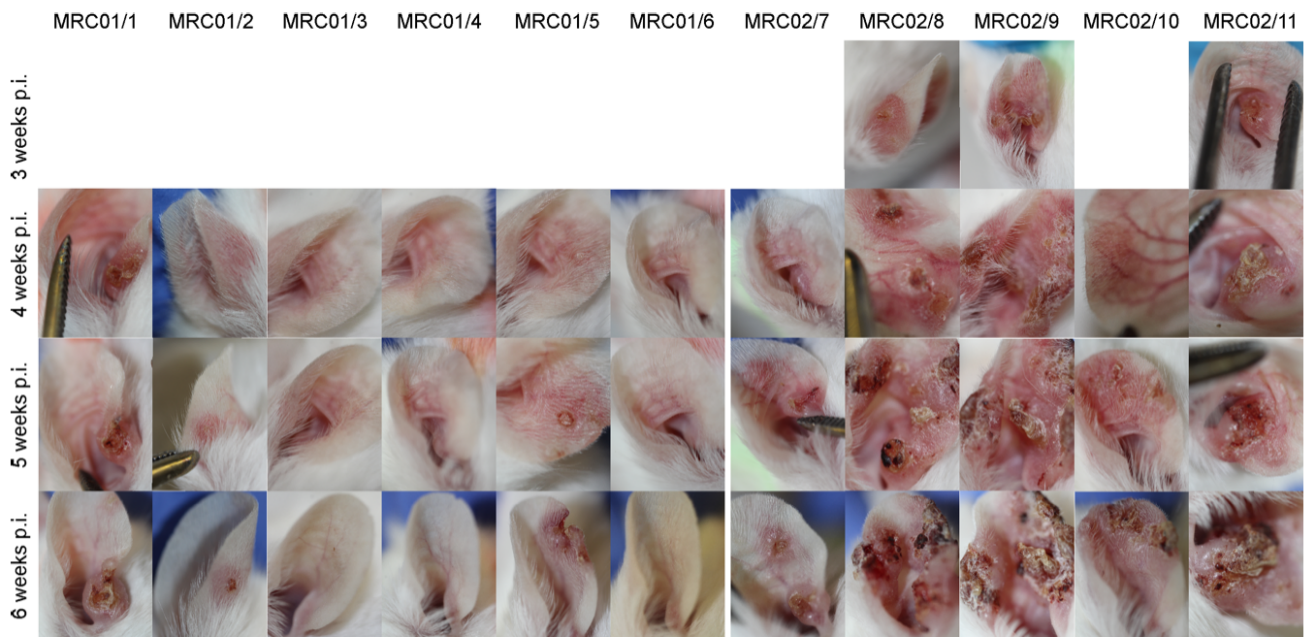 MRC01/1 MRC01/2 MRC01/3 MRC01/4 MRC01/5 MRC01/6 MRC02/7 MRC02/8 MRC02/9 MRC02/10 MRC02/11
3 weeks p.i.
4 weeks p.i.
5 weeks p.i.
6 weeks p.i.